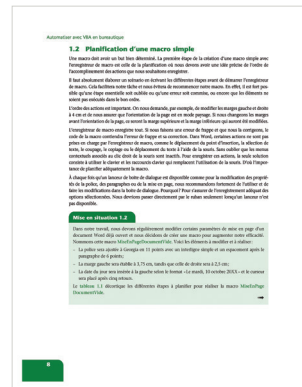 Automatiser avec VBA en bureautique
1.2 Planification d'une macro simple
Une macro doit avoir un but bien déterminé. La première étape de la création d'une macro simple avec
l'enregistreur de macro est celle de la planification où nous devons avoir une idée précise de l'ordre de
l'accomplissement des actions que nous souhaitons enregistrer.
Il faut absolument élaborer un scénario en écrivant les différentes étapes avant de démarrer l'enregistreur
de macro. Cela facilitera notre tâche et nous évitera de recommencer notre macro. En effet, il est fort pos-
sible qu'une étape essentielle soit oubliée ou qu'une erreur soit commise, ou encore que les éléments ne
soient pas exécutés dans le bon ordre.
L'ordre des actions est important. On nous demande, par exemple, de modifier les marges gauche et droite
à 4 cm et de nous assurer que l'orientation de la page est en mode paysage. Si nous changeons les marges
avant l'orientation de la page, ce seront la marge supérieure et la marge inférieure qui auront été modifiées.
L'enregistreur de macro enregistre tout. Si nous faisons une erreur de frappe et que nous la corrigeons, le
code de la macro contiendra l'erreur de frappe et sa correction. Dans Word, certaines actions ne sont pas
prises en charge par l'enregistreur de macro, comme le déplacement du point d'insertion, la sélection de
texte, le couplage, le copiage ou le déplacement de texte à l'aide de la souris. Sans oublier que les menus
contextuels associés au clic droit de la souris sont inactifs. Pour enregistrer ces actions, la seule solution
consiste à utiliser le clavier et les raccourcis-clavier qui remplacent l'utilisation de la souris. D'où l'impor-
tance de planifier adéquatement la macro.
À chaque fois qu'un lanceur de boîte de dialogue est disponible comme pour la modification des proprié-
tés de la police, des paragraphes ou de la mise en page, nous recommandons fortement de l'utiliser et de
faire les modifications dans la boîte de dialogue. Pourquoi? Pour s'assurer de l'enregistrement adéquat des
options sélectionnées. Nous devrions passer directement par le ruban seulement lorsqu'un lanceur n'est
pas disponible.
Mise en situation 1.2
Dans notre travail, nous devons régulièrement modifier certains paramètres de mise en page d'un
document Word déjà ouvert et nous décidons de créer une macro pour augmenter notre efficacité.
Nommons cette macro MiseEnPageDocumentVide. Voici les éléments à modifier et à réaliser:
– La police sera ajustée à Georgia en 11 points avec un interligne simple et un espacement après le
paragraphe de 6 points;
– La marge gauche sera établie à 3,75 cm, tandis que celle de droite sera à 2,5 cm;
– La date du jour sera insérée à la gauche selon le format «Le mardi, 10 octobre 20XX» et le curseur
sera placé après cinq retours.
Le tableau 1.1 décortique les différentes étapes à planifier pour réaliser la macro MiseEnPage
DocumentVide.
8